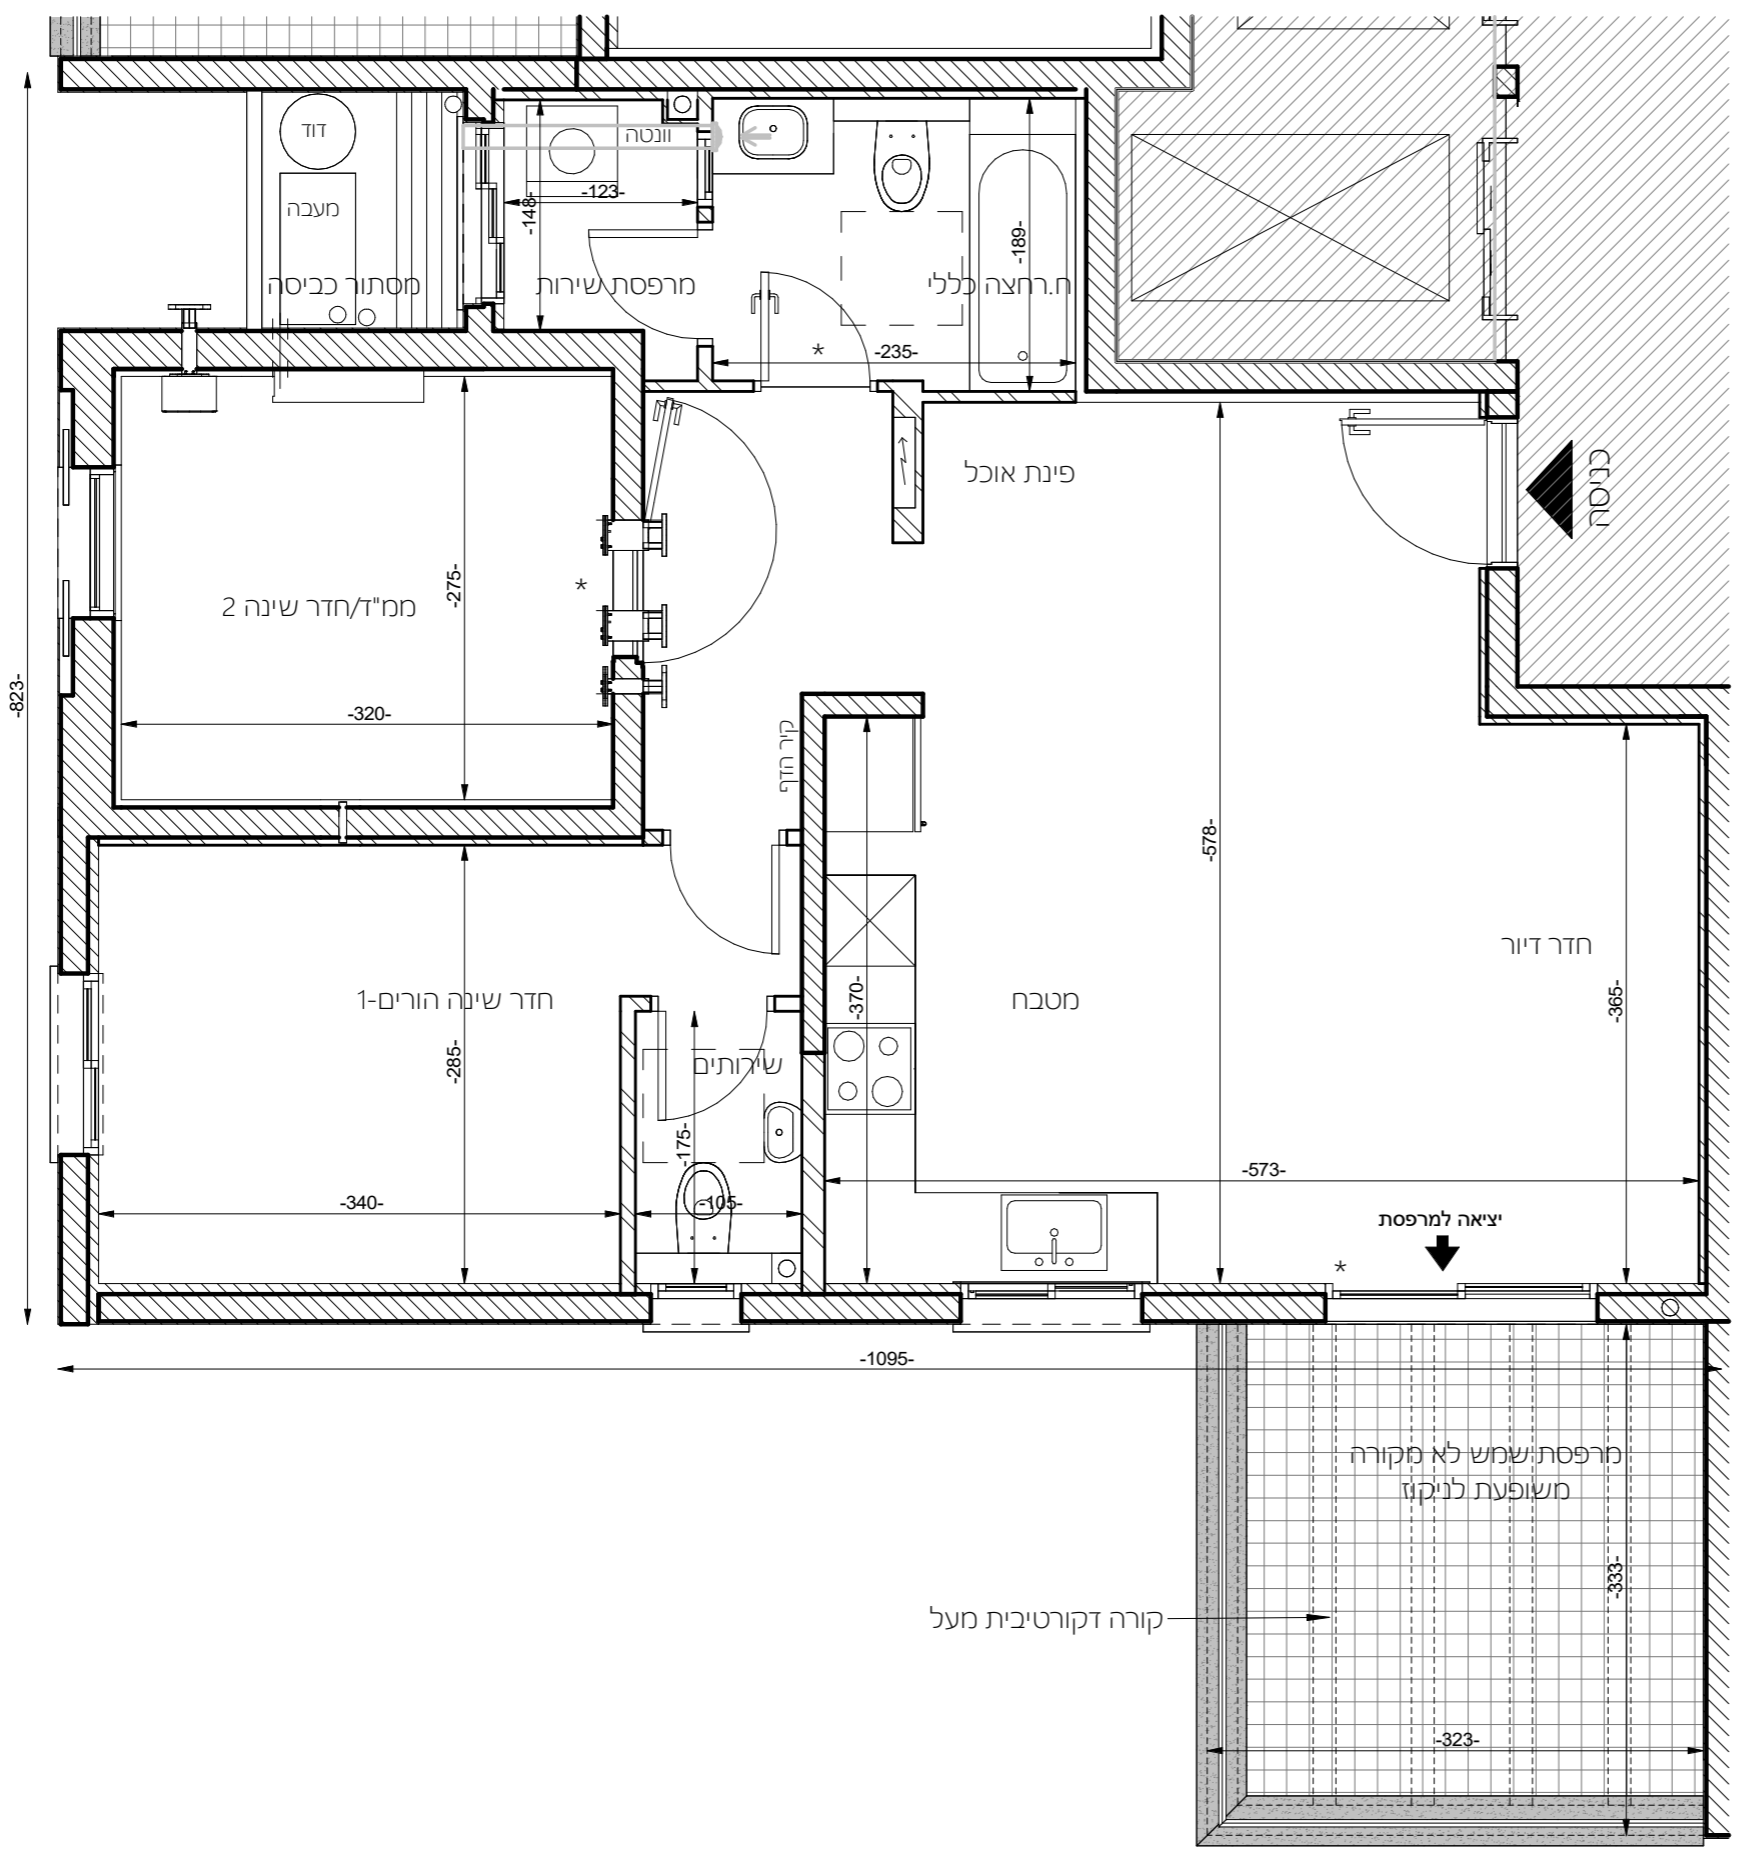 דוד
וונטה
מעבה
-123-
-148-
-189-
מסתור כביסה
מרפסת שירות
ח.רחצה כללי
*
-235-
פינת אוכל
כניסה
-275-
*
ממ"ד/חדר שינה 2
-823-
-320-
קיר הדף
-578-
חדר דיור
חדר שינה הורים-1
-370-
מטבח
-365-
-285-
שירותים
-175-
-573-
-340-
-105-
יציאה למרפסת
*
-1095-
מרפסת שמש לא מקורה
משופעת לניקוז
-333-
קורה דקורטיבית מעל
-323-